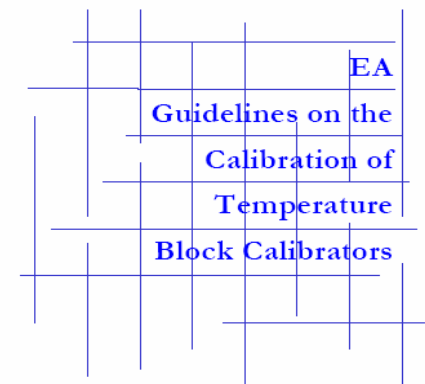 EA
Guidelines on the
Calibration of
Temperature
Block Calibrators